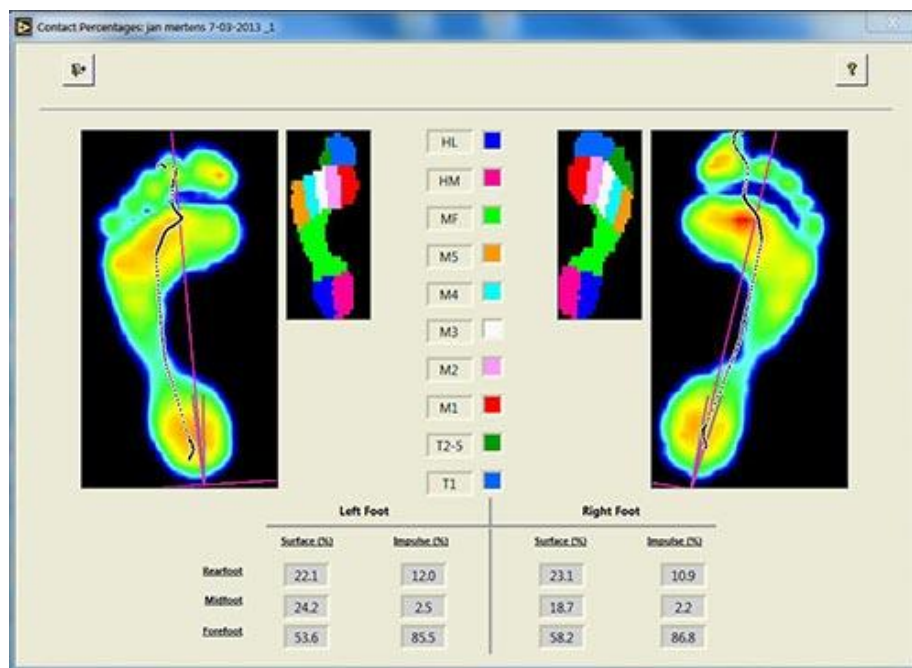 Contact Percentages: jan mertens 7-03-2013 _1
?
HL
HM
MF
M5
M4
M3
M2
M1
T2-5
T1
Left Foot Right Foot
Surface (%) Impulse (%) Surface (%) Impulse (%)
Rearfoot 22.1 12.0 23.1 10.9
Midfoot 24.2 2.5 18.7 2.2
Forefoot 53.6 85.5 58.2 86.8